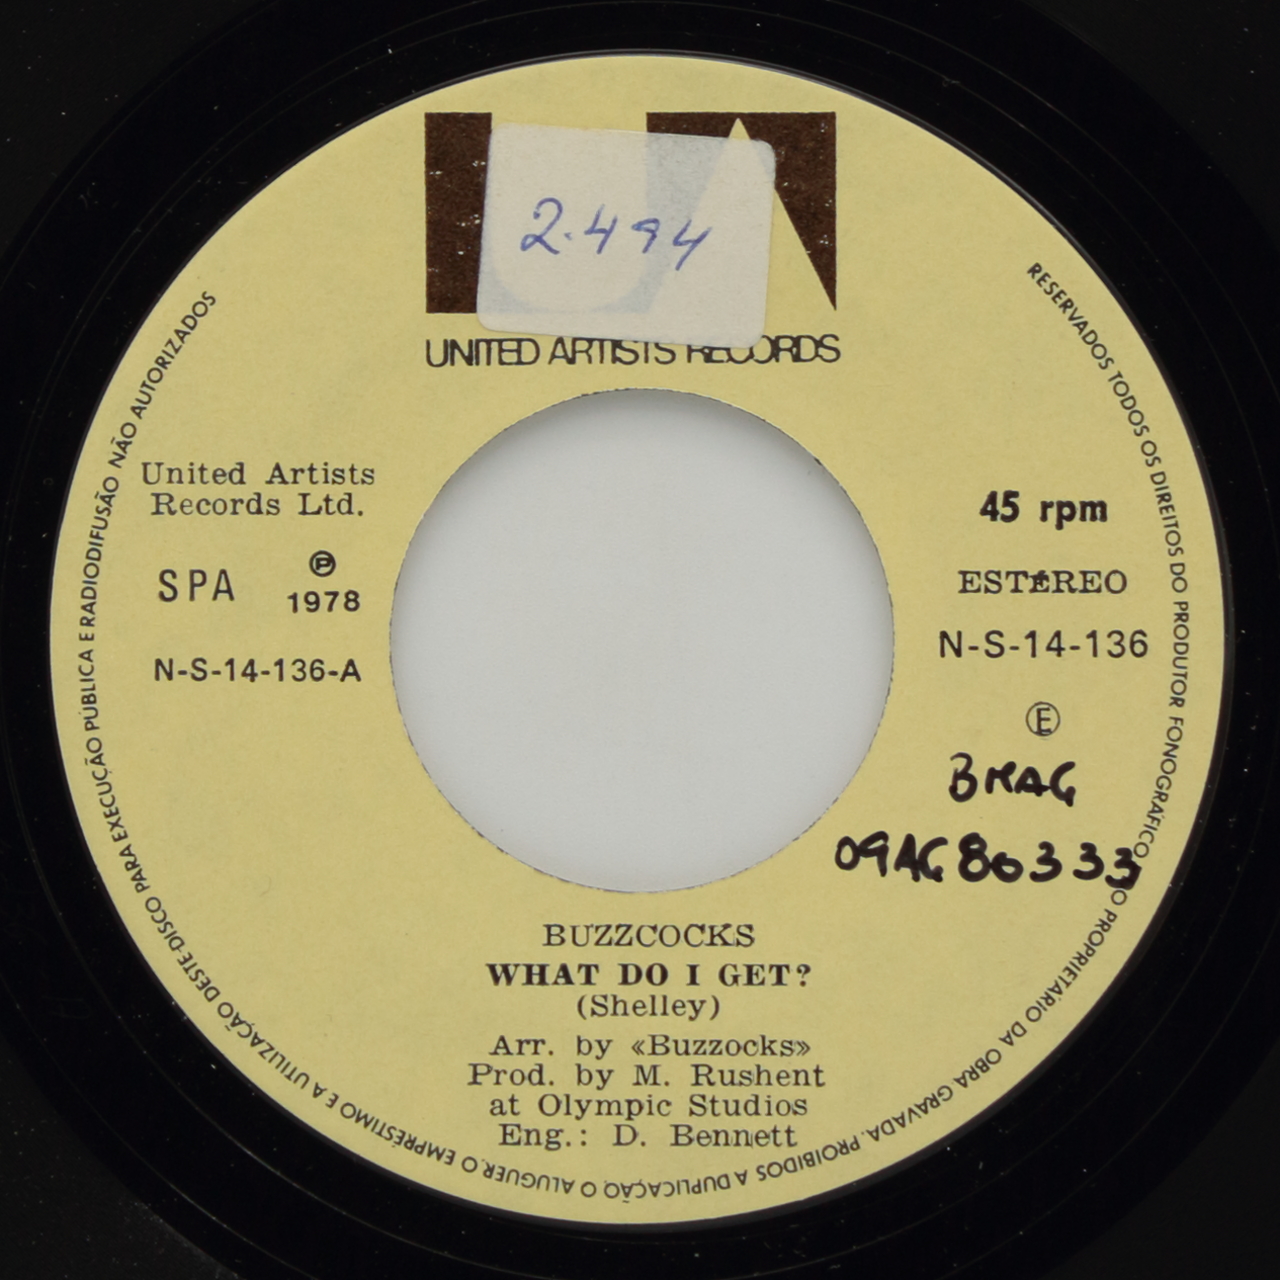 2.494
UNITED ARTISTS RECORDS
United Artists
Records Ltd.
SPA ℗
1978
N-S-14-136-A
45 rpm
ESTÉREO
N-S-14-136
Ⓔ
BMAG
09AG80333
BUZZCOCKS
WHAT DO I GET?
(Shelley)
Arr. by «Buzzocks»
Prod. by M. Rushent
at Olympic Studios
Eng.: D. Bennett
RESERVADOS TODOS OS DIREITOS DO PRODUTOR FONOGRÁFICO DO PROPRIETÁRIO DA OBRA GRAVADA. PROIBIDOS A DUPLICAÇÃO, O ALUGUER, O EMPRÉSTIMO E A UTILIZAÇÃO DESTE-DISCO PARA EXECUÇÃO PÚBLICA E RADIODIFUSÃO NÃO AUTORIZADOS